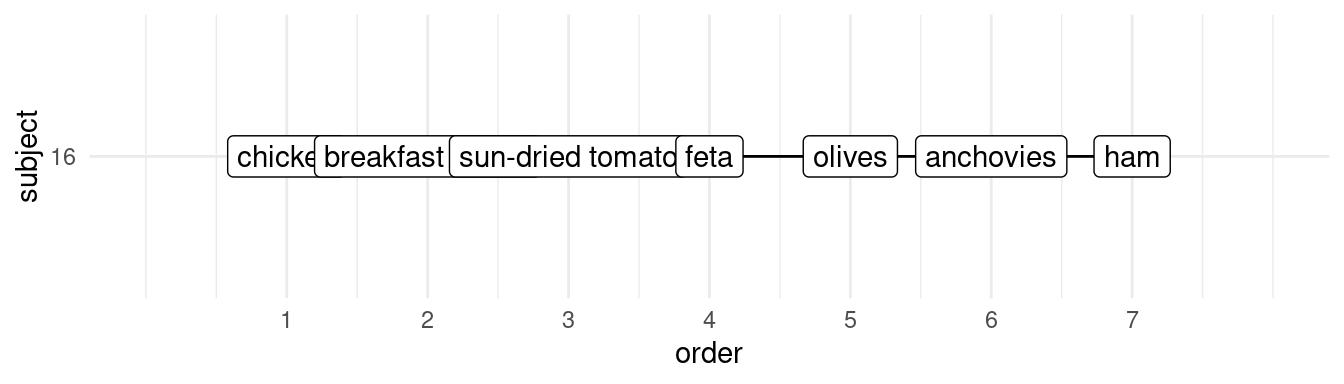 subject
16
chicke breakfast sun-dried tomato feta olives anchovies ham
1 2 3 4 5 6 7
order